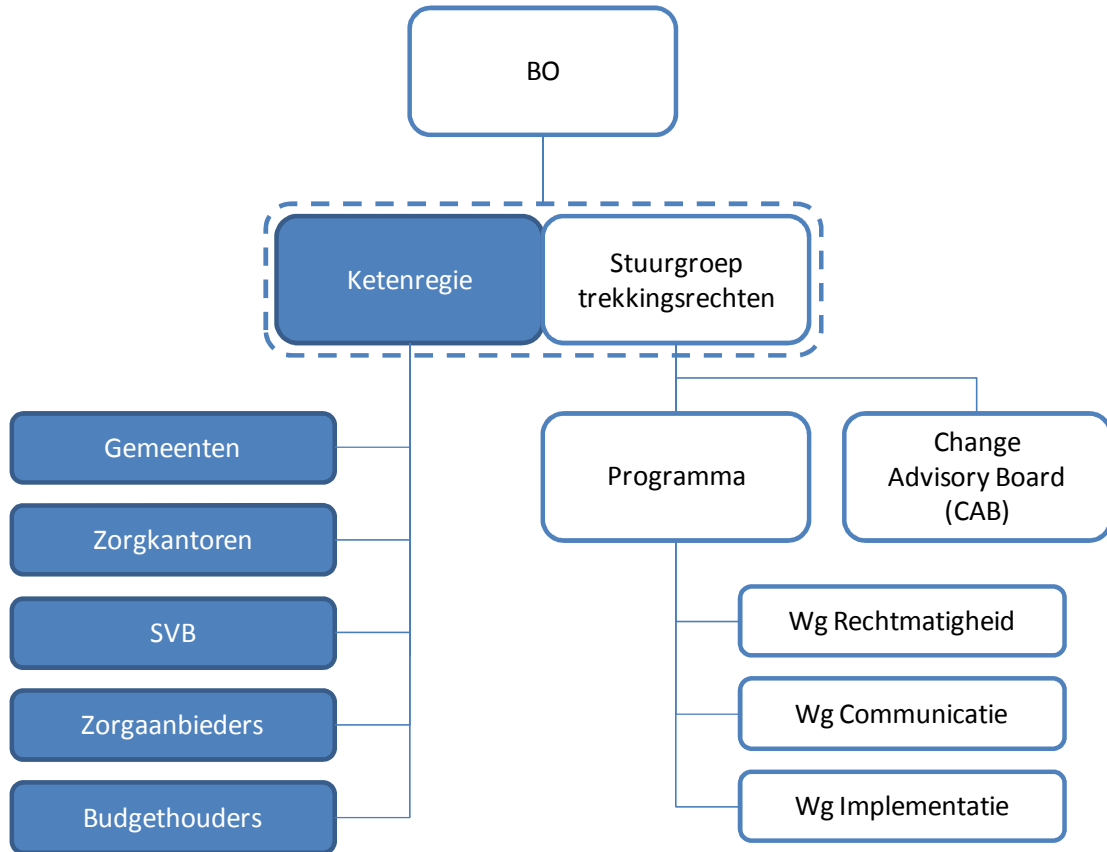 BO
Ketenregie
Stuurgroep
trekkingsrechten
Gemeenten
Zorgkantoren
SVB
Zorgaanbieders
Budgethouders
Programma
Change
Advisory Board
(CAB)
Wg Rechtmatigheid
Wg Communicatie
Wg Implementatie